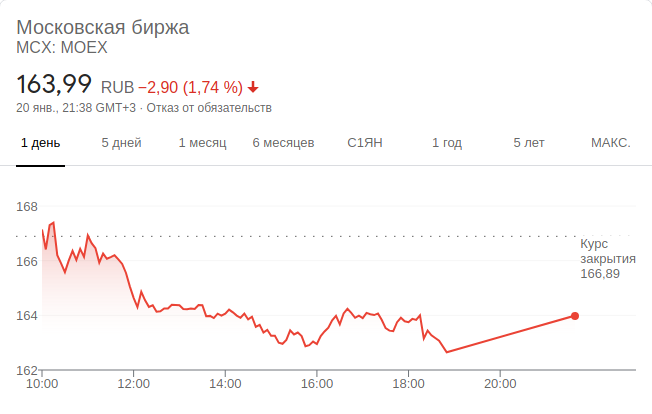 Московская биржа
MCX: MOEX
163,99 RUB −2,90 (1,74 %)
20 янв., 21:38 GMT+3 · Отказ от обязательств
1 день 5 дней 1 месяц 6 месяцев С1ЯН 1 год 5 лет МАКС.
168
166
164
162
Курс
закрытия
166,89
10:00 12:00 14:00 16:00 18:00 20:00